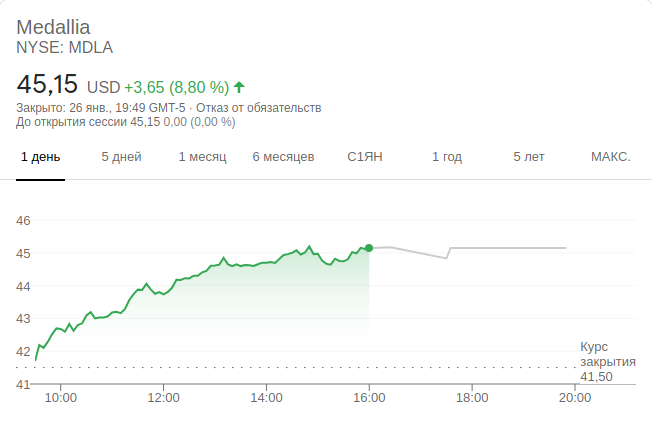 Medallia
NYSE: MDLA
45,15 USD +3,65 (8,80 %)
Закрыто: 26 янв., 19:49 GMT-5 · Отказ от обязательств
До открытия сессии 45,15 0,00 (0,00 %)
1 день 5 дней 1 месяц 6 месяцев С1ЯН 1 год 5 лет МАКС.
46
45
44
43
42
Курс
закрытия
41,50
41
10:00 12:00 14:00 16:00 18:00 20:00